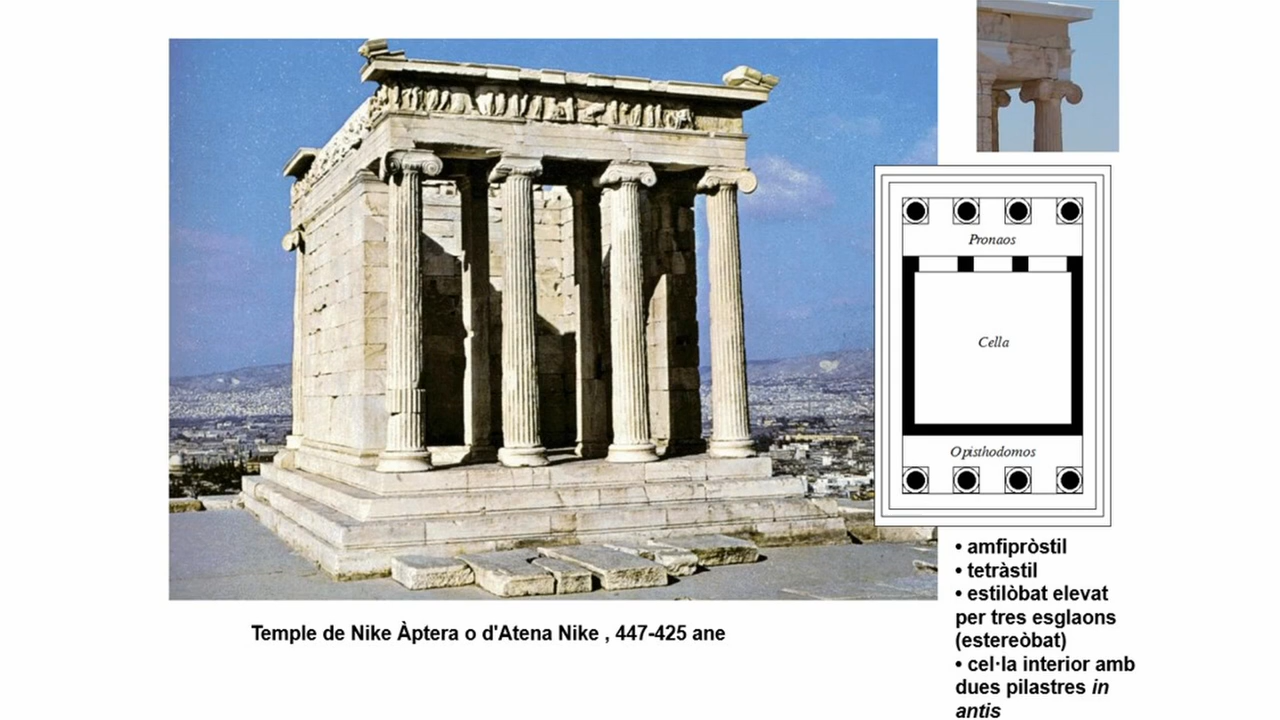 Pronaos
Cella
Opisthodomos
• amfipròstil
• tetràstil
• estilòbat elevat
per tres esglaons
(estereòbat)
• cel·la interior amb
dues pilastres in
antis
Temple de Nike Àptera o d'Atena Nike , 447-425 ane